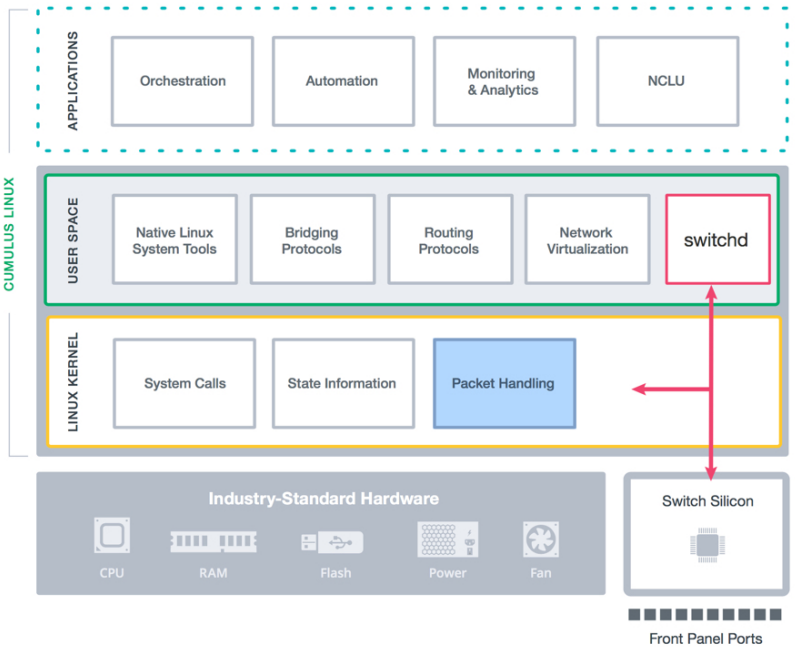 CUMULUS LINUX
APPLICATIONS
Orchestration
Automation
Monitoring
& Analytics
NCLU
USER SPACE
Native Linux
System Tools
Bridging
Protocols
Routing
Protocols
Network
Virtualization
switchd
LINUX KERNEL
System Calls
State Information
Packet Handling
Industry-Standard Hardware
CPU
RAM
Flash
Power
Fan
Switch Silicon
Front Panel Ports